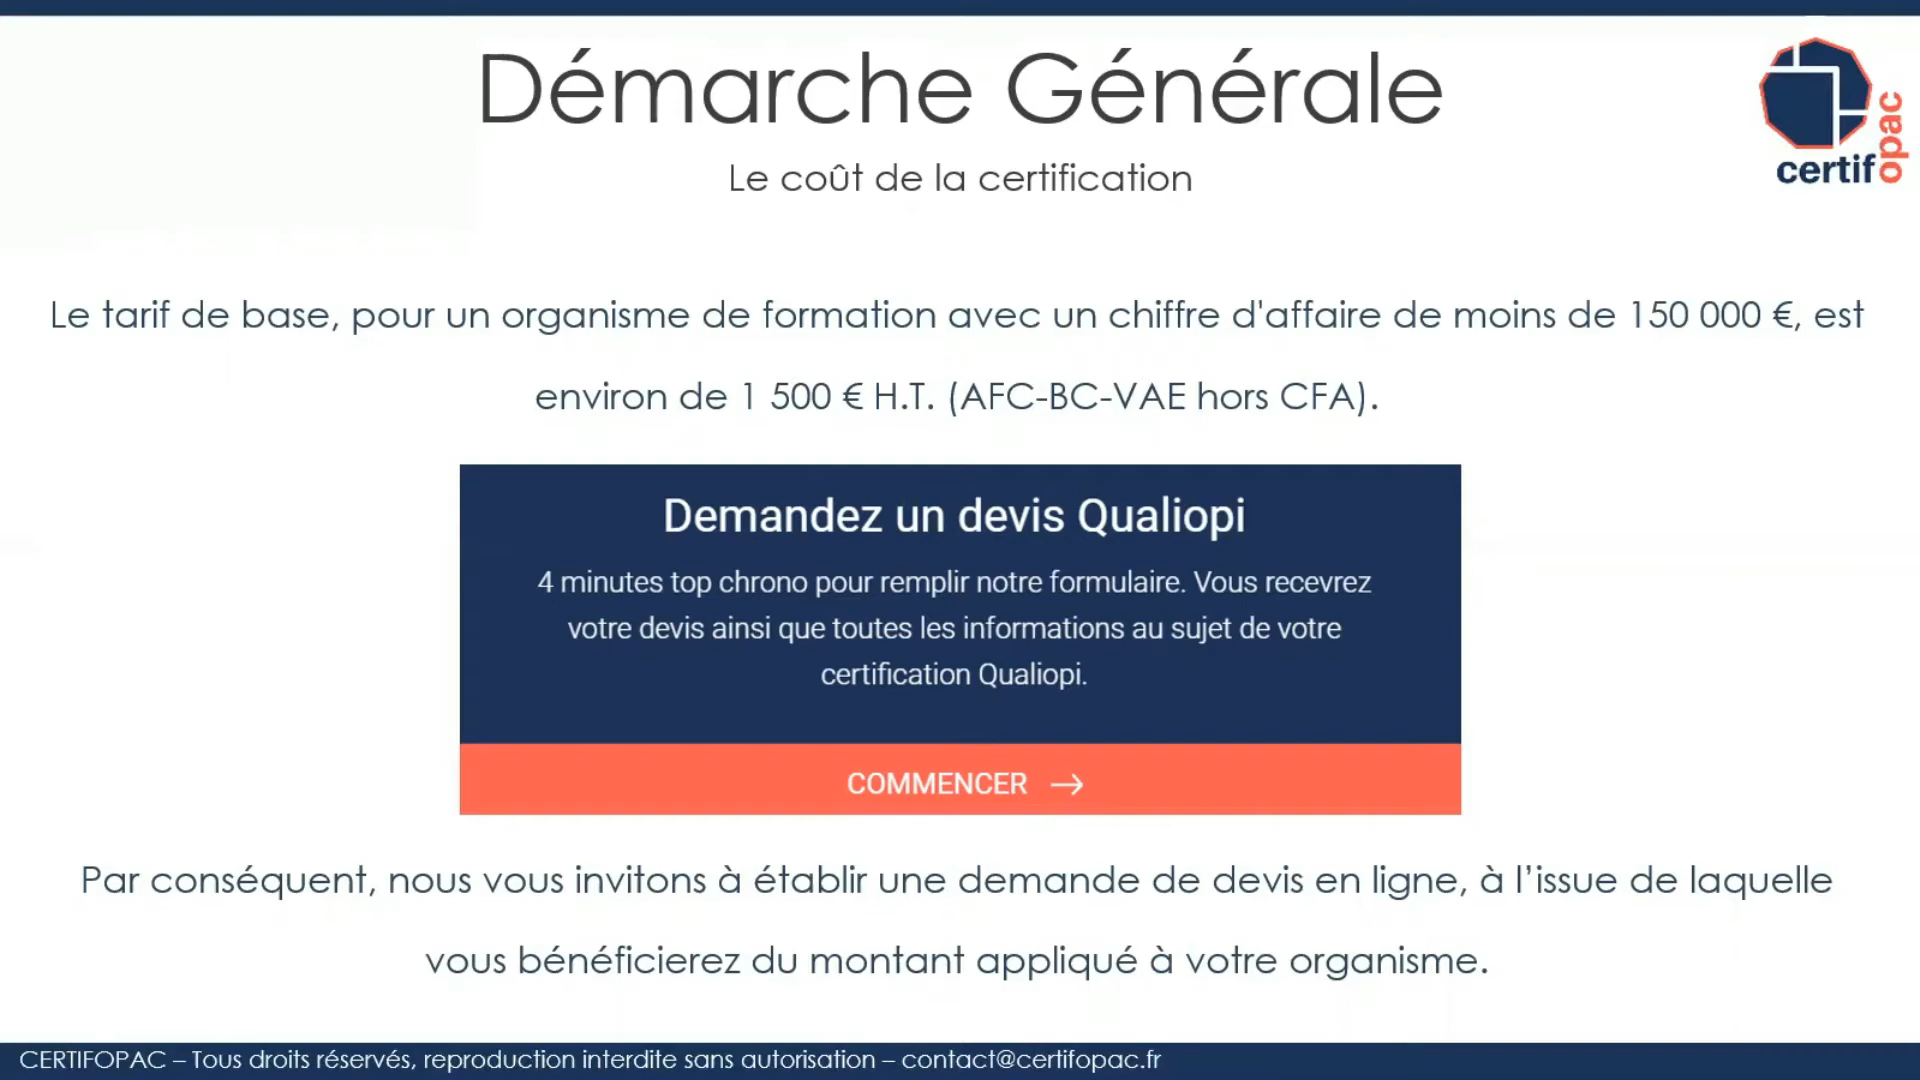 Démarche Générale
Le coût de la certification
certifopac
Le tarif de base, pour un organisme de formation avec un chiffre d'affaire de moins de 150 000 €, est
environ de 1 500 € H.T. (AFC-BC-VAE hors CFA).
Demandez un devis Qualiopi
4 minutes top chrono pour remplir notre formulaire. Vous recevrez
votre devis ainsi que toutes les informations au sujet de votre
certification Qualiopi.
COMMENCER →
Par conséquent, nous vous invitons à établir une demande de devis en ligne, à l’issue de laquelle
vous bénéficierez du montant appliqué à votre organisme.
CERTIFOPAC – Tous droits réservés, reproduction interdite sans autorisation – contact@certifopac.fr